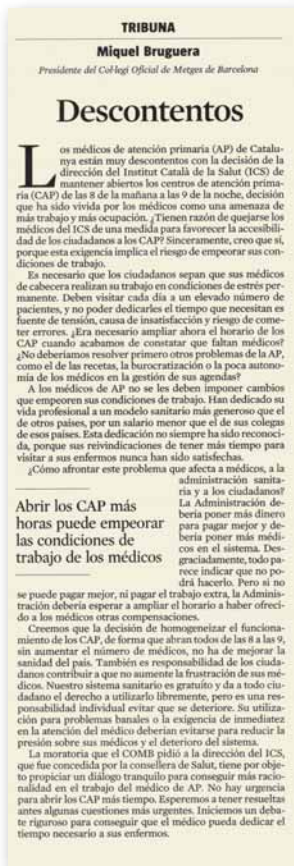 TRIBUNA
Miquel Bruguera
Presidente del Col·legi Oficial de Metges de Barcelona
Descontentos
Los médicos de atención primaria (AP) de Catalu-
nya están muy descontentos con la decisión de la
dirección del Institut Català de la Salut (ICS) de
mantener abiertos los centros de atención prima-
ria (CAP) de las 8 de la mañana a las 9 de la noche, decisión
que ha sido vivida por los médicos como una amenaza de
más trabajo y más ocupación. ¿Tienen razón de quejarse los
médicos del ICS de una medida para favorecer la accesibili-
dad de los ciudadanos a los CAP? Sinceramente, creo que sí,
porque esta exigencia implica el riesgo de empeorar sus con-
diciones de trabajo.
Es necesario que los ciudadanos sepan que sus médicos
de cabecera realizan su trabajo en condiciones de estrés per-
manente. Deben visitar cada día a un elevado número de
pacientes, y no poder dedicarles el tiempo que necesitan es
fuente de tensión, causa de insatisfacción y riesgo de come-
ter errores. ¿Era necesario ampliar ahora el horario de los
CAP cuando acabamos de constatar que faltan médicos?
¿No deberíamos resolver primero otros problemas de la AP,
como el de las recetas, la burocratización o la poca autono-
mía de los médicos en la gestión de sus agendas?
A los médicos de AP no se les deben imponer cambios
que empeoren sus condiciones de trabajo. Han dedicado su
vida profesional a un modelo sanitario más generoso que el
de otros países, por un salario menor que el de sus colegas
de esos países. Esta dedicación no siempre ha sido reconoci-
da, porque sus reivindicaciones de tener más tiempo para
visitar a sus enfermos nunca han sido satisfechas.
¿Cómo afrontar este problema que afecta a médicos, a la
administración sanita-
ria y a los ciudadanos?
La Administración de-
bería poner más dinero
para pagar mejor y de-
bería poner más médi-
cos en el sistema. Des-
graciadamente, todo pa-
rece indicar que no po-
drá hacerlo. Pero si no
Abrir los CAP más
horas puede empeorar
las condiciones de
trabajo de los médicos
se puede pagar mejor, ni pagar el trabajo extra, la Adminis-
tración debería esperar a ampliar el horario a haber ofreci-
do a los médicos otras compensaciones.
Creemos que la decisión de homogeneizar el funciona-
miento de los CAP, de forma que abran todos de las 8 a las 9,
sin aumentar el número de médicos, no ha de mejorar la
sanidad del país. También es responsabilidad de los ciuda-
danos contribuir a que no aumente la frustración de sus mé-
dicos. Nuestro sistema sanitario es gratuito y da a todo ciu-
dadano el derecho a utilizarlo libremente, pero es una res-
ponsabilidad individual evitar que se deteriore. Su utiliza-
ción para problemas banales o la exigencia de inmediatez
en la atención del médico deberían evitarse para reducir la
presión sobre sus médicos y el deterioro del sistema.
La moratoria que el COMB pidió a la dirección del ICS,
que fue concedida por la consellera de Salut, tiene por obje-
to propiciar un diálogo tranquilo para conseguir más racio-
nalidad en el trabajo del médico de AP. No hay urgencia
para abrir los CAP más tiempo. Esperemos a tener resueltas
antes algunas cuestiones más urgentes. Iniciemos un deba-
te riguroso para conseguir que el médico pueda dedicar el
tiempo necesario a sus enfermos.